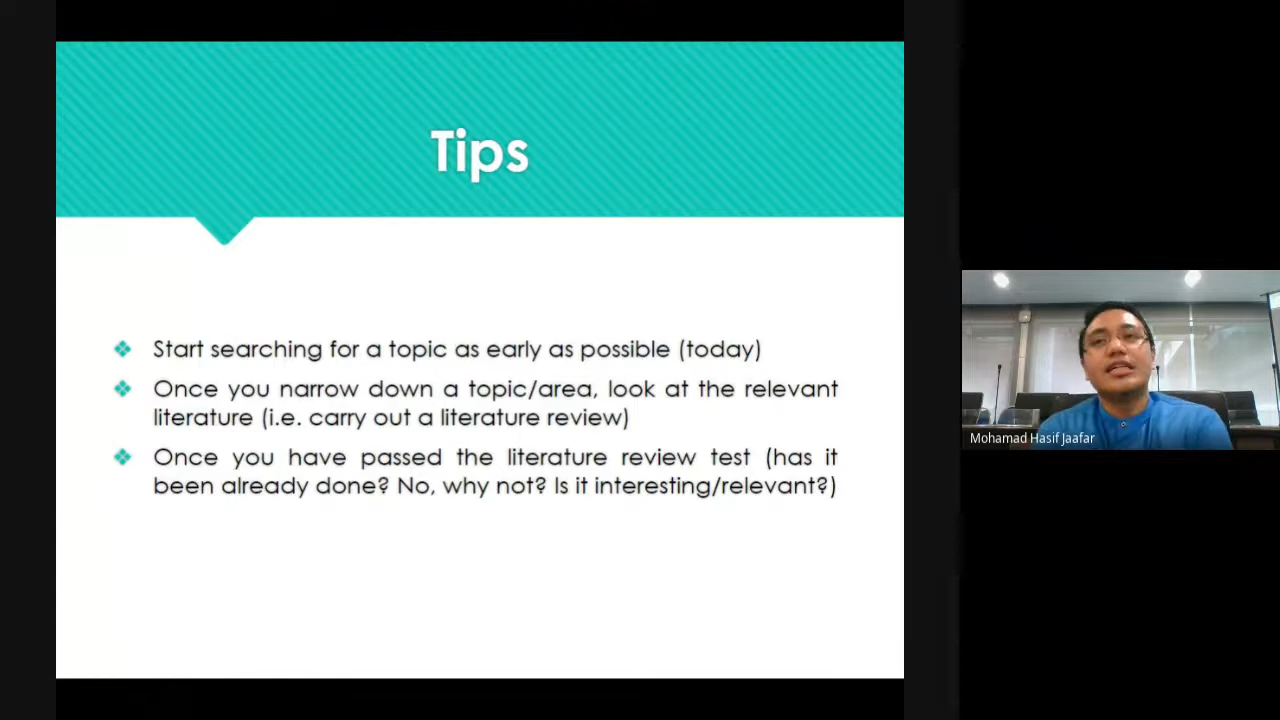 Tips
Start searching for a topic as early as possible (today)
Once you narrow down a topic/area, look at the relevant
literature (i.e. carry out a literature review)
Once you have passed the literature review test (has it
been already done? No, why not? Is it interesting/relevant?)
Mohamad Hasif Jaafar